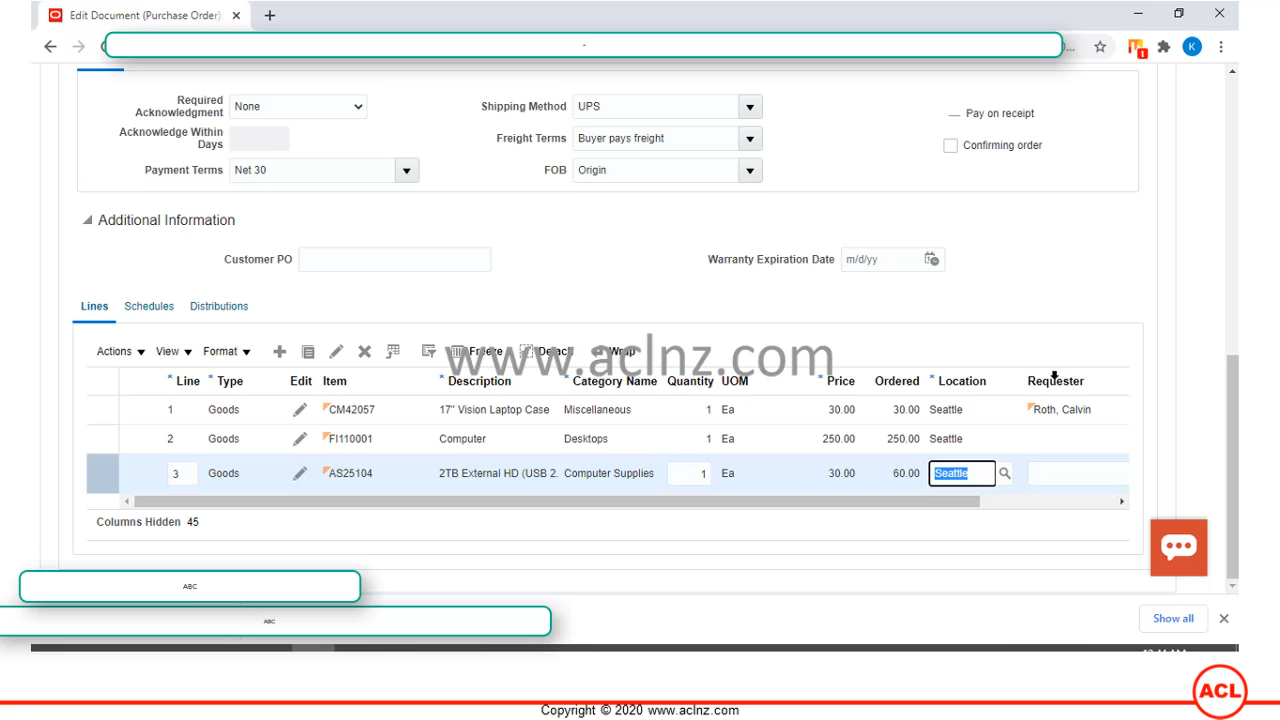 Edit Document (Purchase Order)
-
K
1
Required Acknowledgment None
Shipping Method UPS
Pay on receipt
Acknowledge Within Days
Freight Terms Buyer pays freight
Confirming order
Payment Terms Net 30
FOB Origin
Additional Information
Customer PO
Warranty Expiration Date m/d/yy
Lines Schedules Distributions
Actions View Format Freeze Detach Wrap
www.aclnz.com
* Line * Type Edit Item * Description * Category Name Quantity UOM * Price Ordered * Location Requester
1 Goods CM42057 17" Vision Laptop Case Miscellaneous 1 Ea 30.00 30.00 Seattle Roth, Calvin
2 Goods FI110001 Computer Desktops 1 Ea 250.00 250.00 Seattle
3 Goods AS25104 2TB External HD (USB 2. Computer Supplies 1 Ea 30.00 60.00 Seattle
Columns Hidden 45
ABC
ABC
Show all
ACL
Copyright © 2020 www.aclnz.com